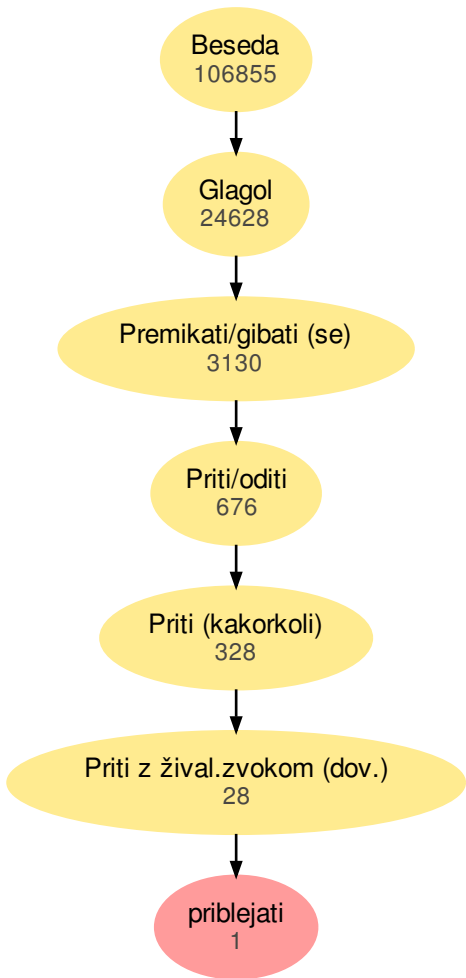 Beseda
106855
Glagol
24628
Premikati/gibati (se)
3130
Priti/oditi
676
Priti (kakorkoli)
328
Priti z žival.zvokom (dov.)
28
priblejati
1